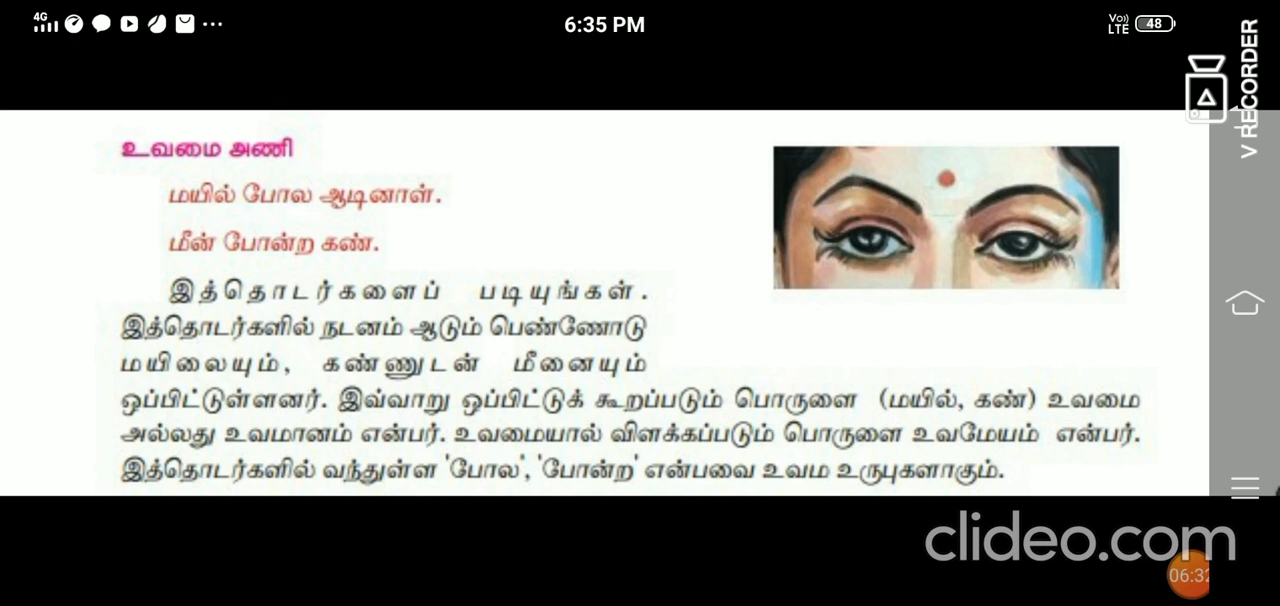 4G
6:35 PM
Vo))
LTE
48
V RECORDER
உவமை அணி
மயில் போல ஆடினாள்.
மீன் போன்ற கண்.
இத்தொடர்களைப் படியுங்கள்.
இத்தொடர்களில் நடனம் ஆடும் பெண்ணோடு
மயிலையும், கண்ணுடன் மீனையும்
ஒப்பிட்டுள்ளனர். இவ்வாறு ஒப்பிட்டுக் கூறப்படும் பொருளை (மயில், கண்) உவமை
அல்லது உவமானம் என்பர். உவமையால் விளக்கப்படும் பொருளை உவமேயம் என்பர்.
இத்தொடர்களில் வந்துள்ள 'போல', 'போன்ற' என்பவை உவம உருபுகளாகும்.
clideo.com
06:32